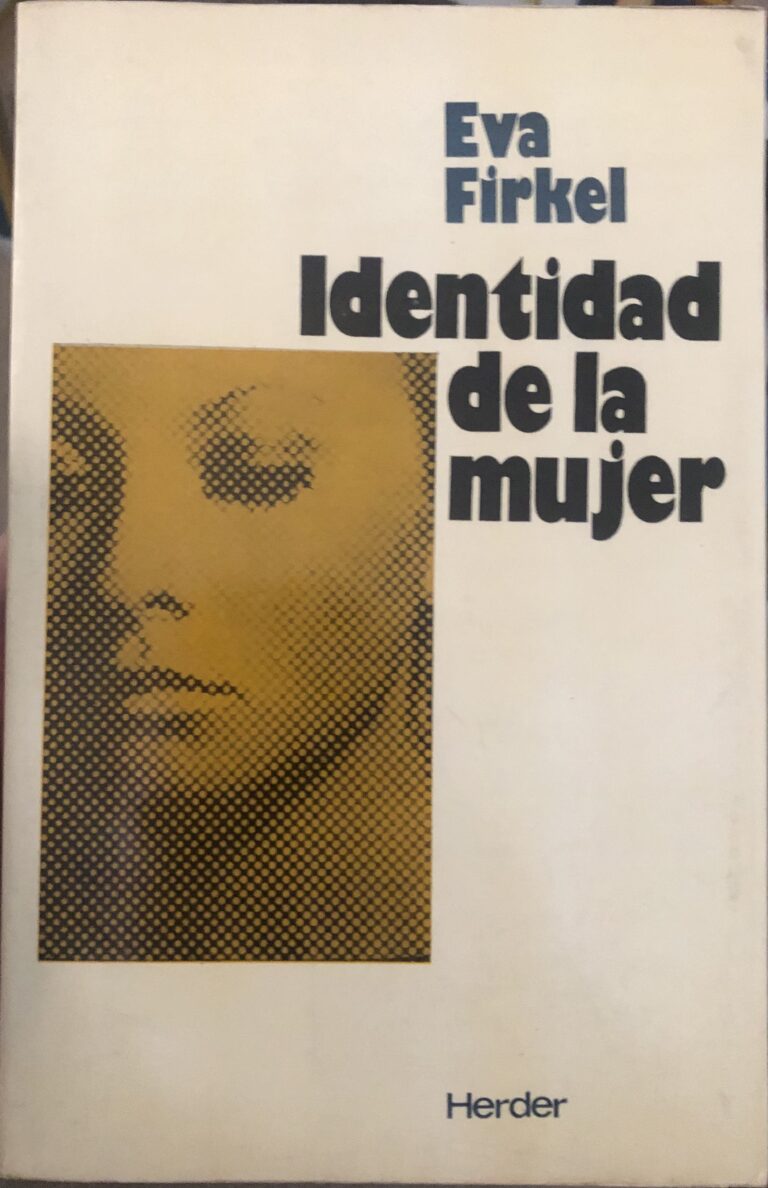 Eva
Firkel
Identidad
de la
mujer
Herder